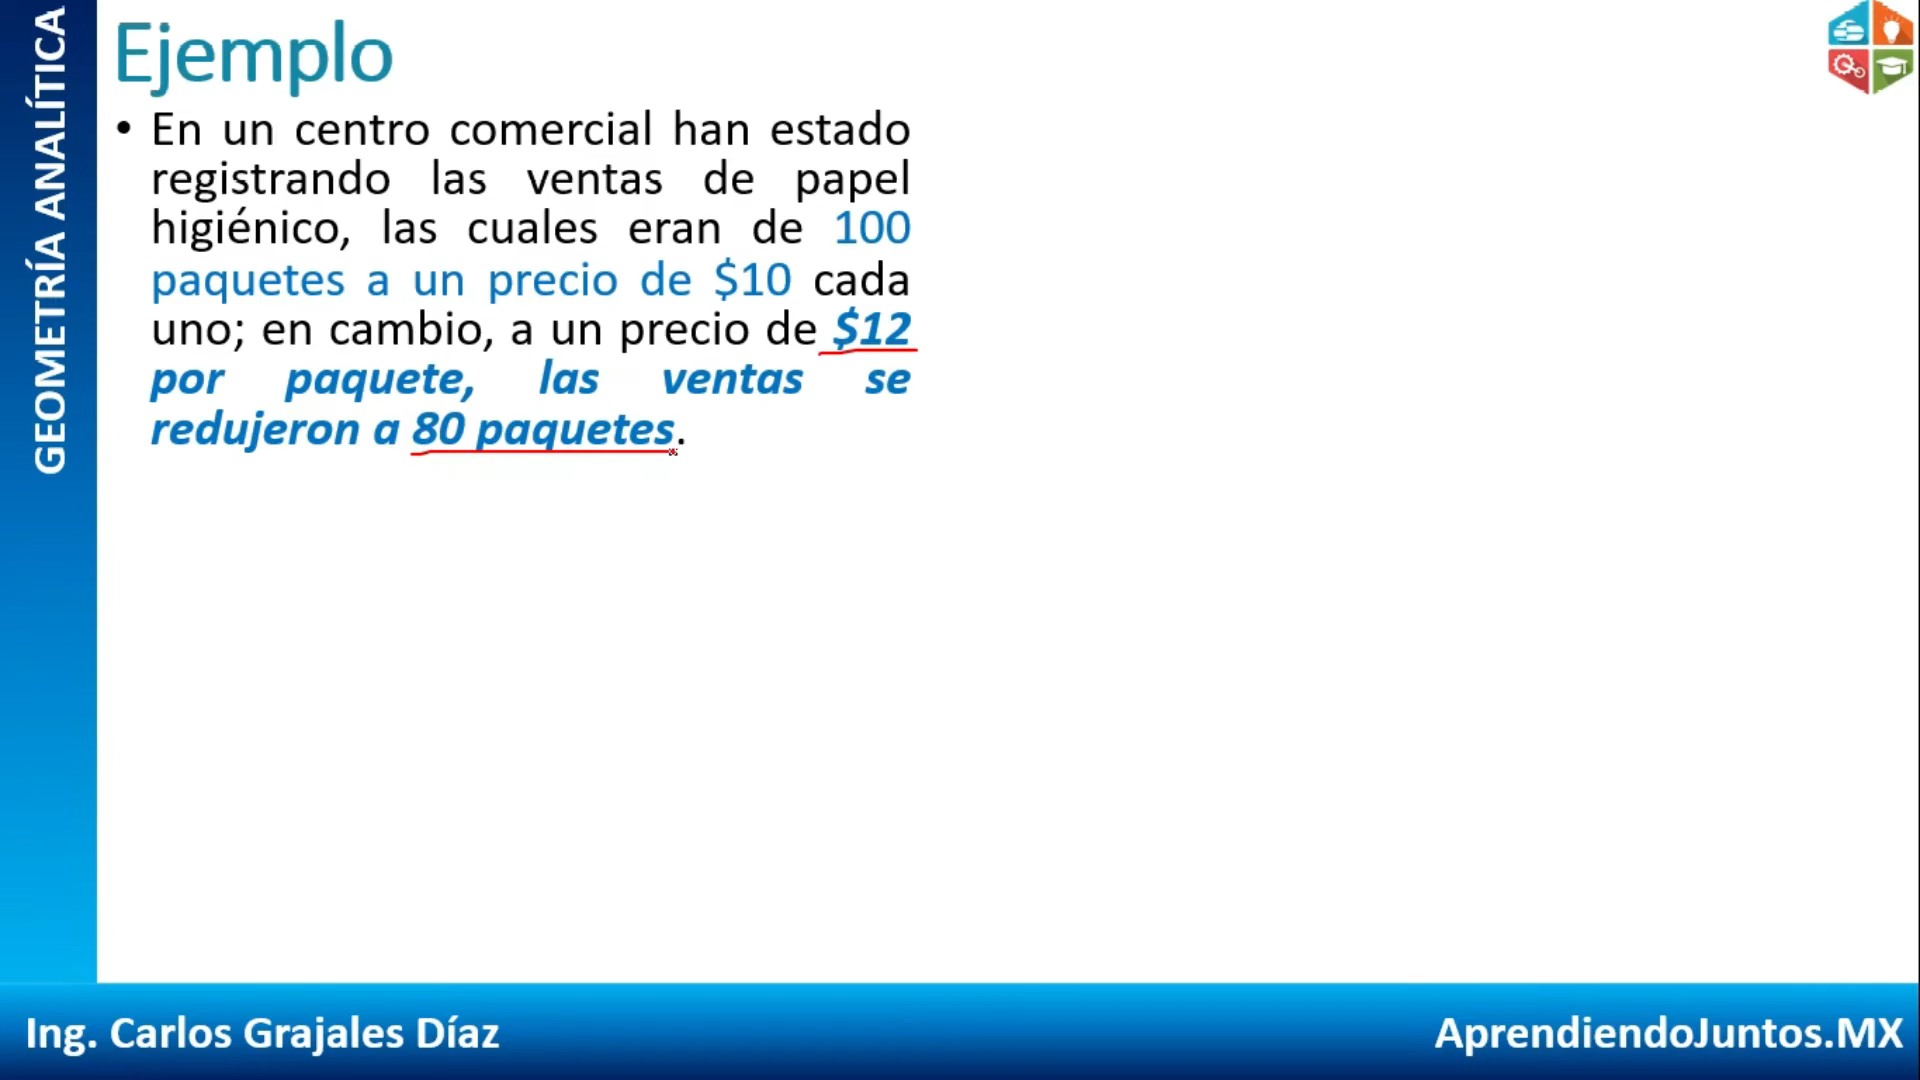 GEOMETRÍA ANALÍTICA
Ejemplo
• En un centro comercial han estado
registrando las ventas de papel
higiénico, las cuales eran de 100
paquetes a un precio de $10 cada
uno; en cambio, a un precio de $12
por paquete, las ventas se
redujeron a 80 paquetes.
Ing. Carlos Grajales Díaz
AprendiendoJuntos.MX